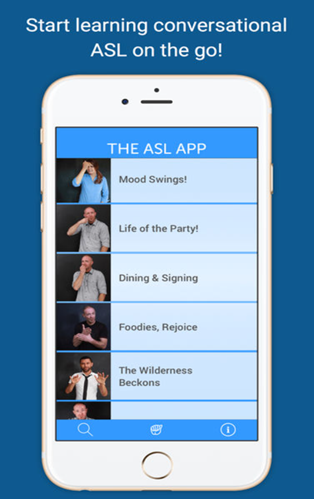 Start learning conversational
ASL on the go!
THE ASL APP
Mood Swings!
Life of the Party!
Dining & Signing
Foodies, Rejoice
The Wilderness
Beckons